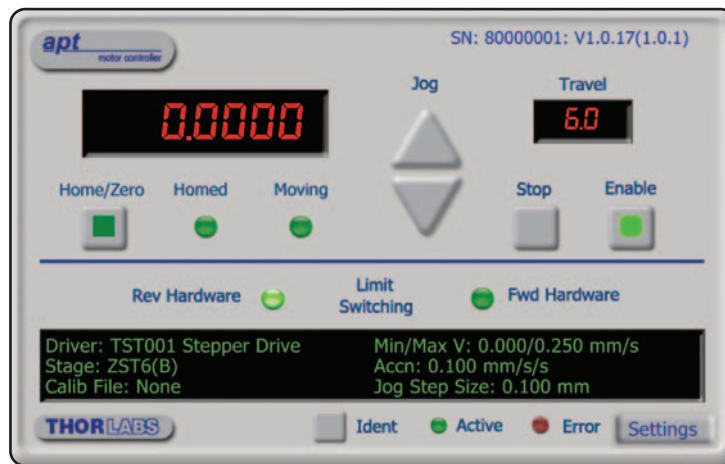 apt
motor controller
SN: 80000001: V1.0.17(1.0.1)
Jog
Travel
0.0000
6.0
Home/Zero
Homed
Moving
Stop
Enable
Rev Hardware
Limit
Switching
Fwd Hardware
Driver: TST001 Stepper Drive
Stage: ZST6(B)
Calib File: None
Min/Max V: 0.000/0.250 mm/s
Accn: 0.100 mm/s/s
Jog Step Size: 0.100 mm
THORLABS
Ident
Active
Error
Settings